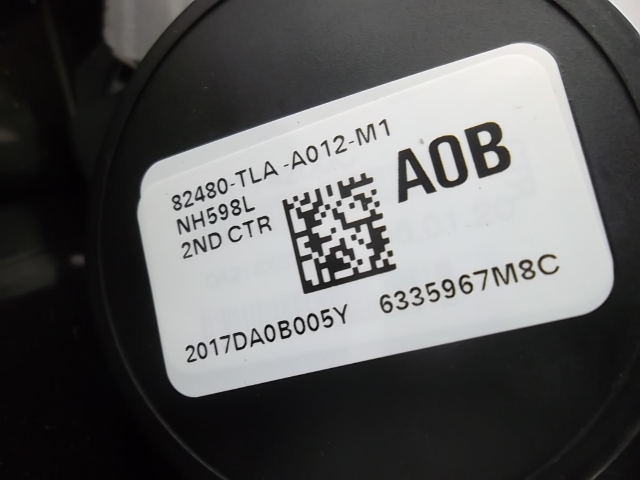 82480-TLA -A012-M1
NH598L
2ND CTR
A0B
2017DA0B005Y 6335967M8C